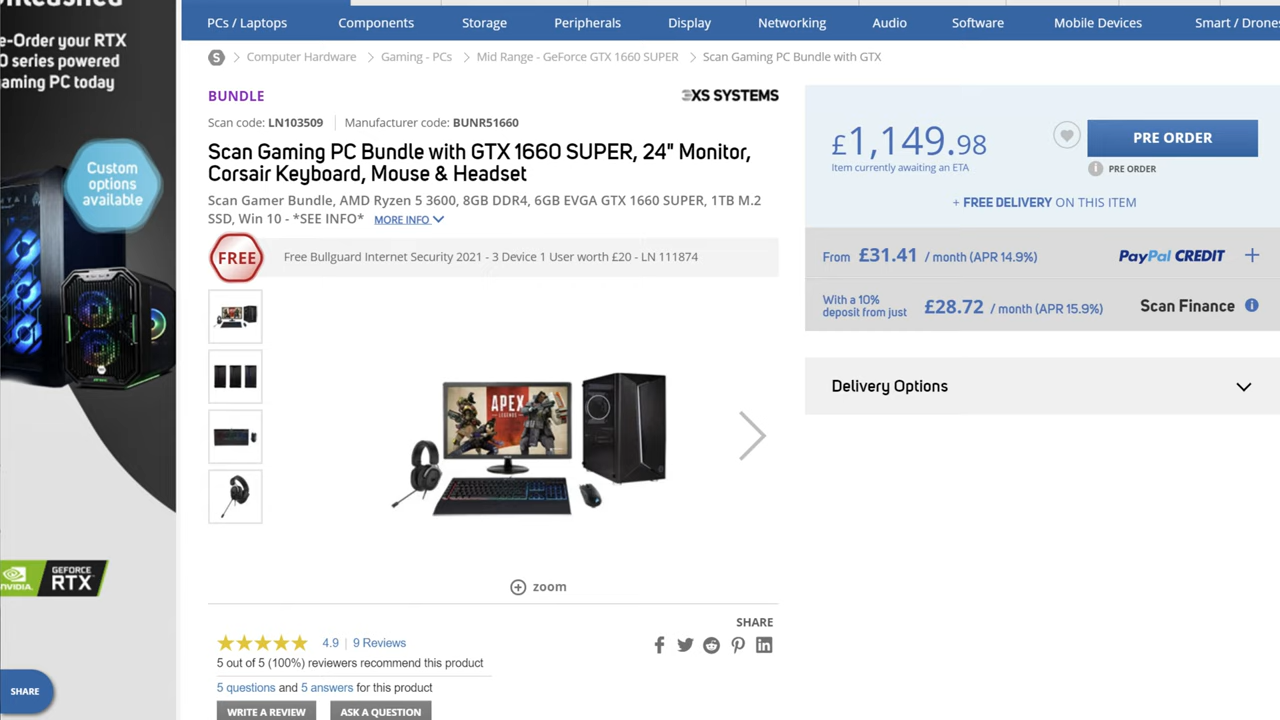 PCs / Laptops Components Storage Peripherals Display Networking Audio Software Mobile Devices Smart / Drones
e-Order your RTX
0 series powered
aming PC today
Custom
options
available
NVIDIA. GEFORCE
RTX
SHARE
S Computer Hardware Gaming - PCs Mid Range - GeForce GTX 1660 SUPER Scan Gaming PC Bundle with GTX
BUNDLE
3XS SYSTEMS
Scan code: LN103509 Manufacturer code: BUNR51660
Scan Gaming PC Bundle with GTX 1660 SUPER, 24" Monitor,
Corsair Keyboard, Mouse & Headset
Scan Gamer Bundle, AMD Ryzen 5 3600, 8GB DDR4, 6GB EVGA GTX 1660 SUPER, 1TB M.2
SSD, Win 10 - *SEE INFO* MORE INFO
FREE Free Bullguard Internet Security 2021 - 3 Device 1 User worth £20 - LN 111874
APEX
LEGENDS
zoom
SHARE
4.9 | 9 Reviews
5 out of 5 (100%) reviewers recommend this product
5 questions and 5 answers for this product
WRITE A REVIEW ASK A QUESTION
£1,149.98
Item currently awaiting an ETA
PRE ORDER
i PRE ORDER
+ FREE DELIVERY ON THIS ITEM
From £31.41 / month (APR 14.9%) PayPal CREDIT +
With a 10%
deposit from just £28.72 / month (APR 15.9%) Scan Finance i
Delivery Options